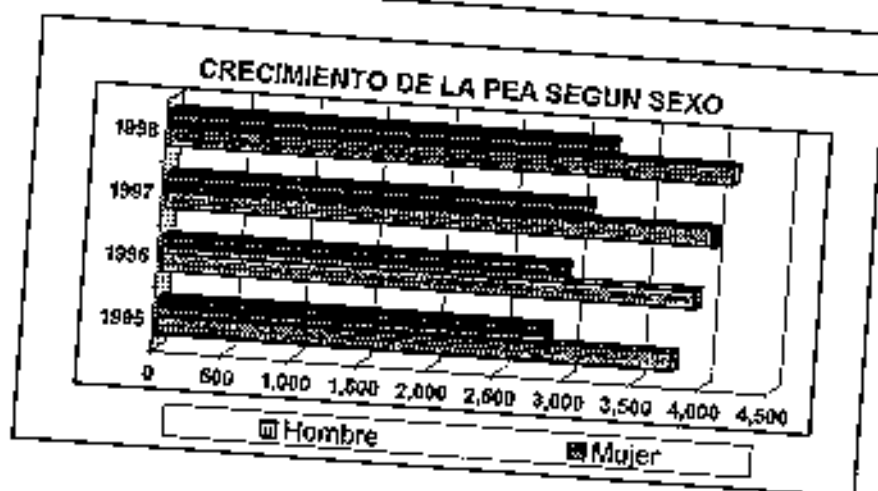 CRECIMIENTO DE LA PEA SEGUN SEXO
1998
1997
1996
1995
0 500 1,000 1,500 2,000 2,500 3,000 3,500 4,000 4,500
Hombre Mujer